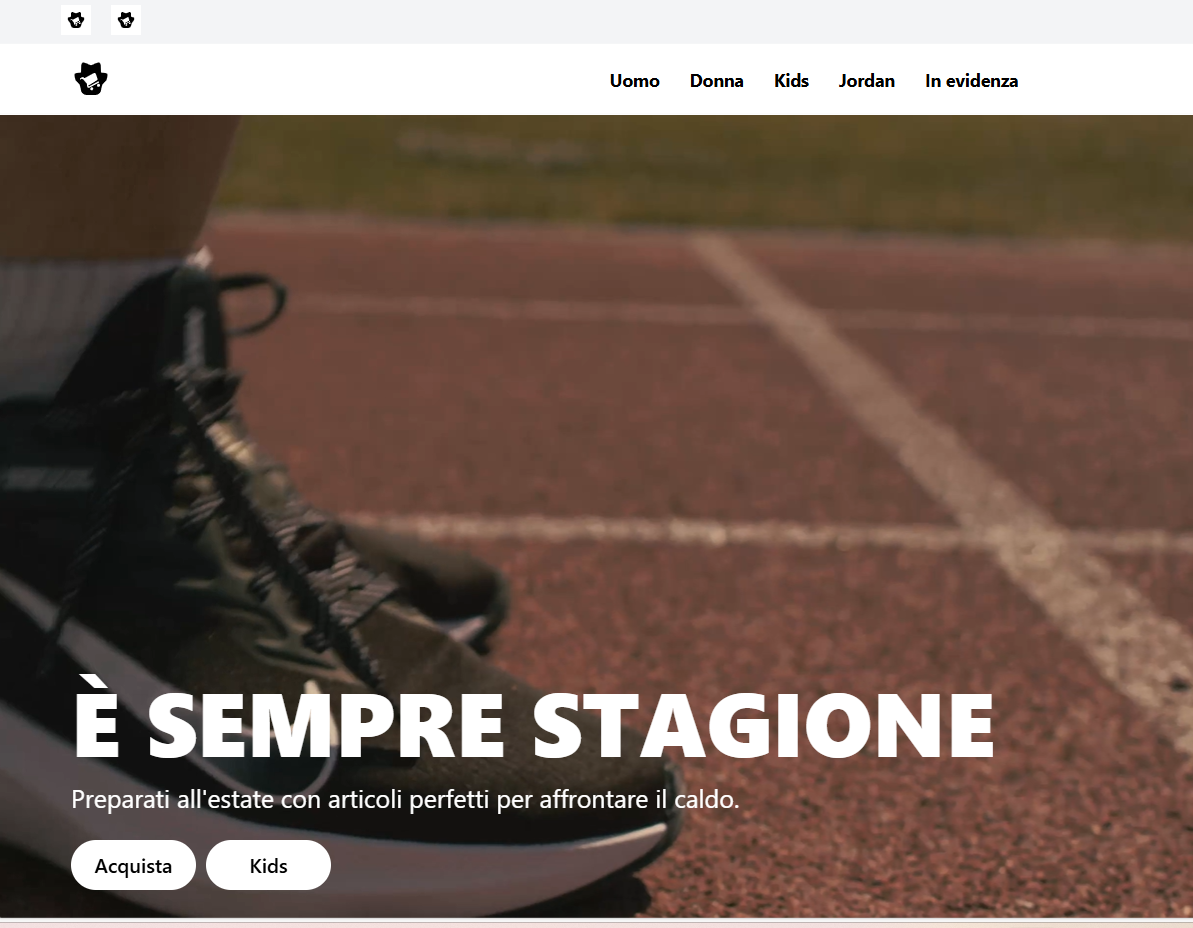 Uomo Donna Kids Jordan In evidenza
È SEMPRE STAGIONE
Preparati all'estate con articoli perfetti per affrontare il caldo.
Acquista Kids